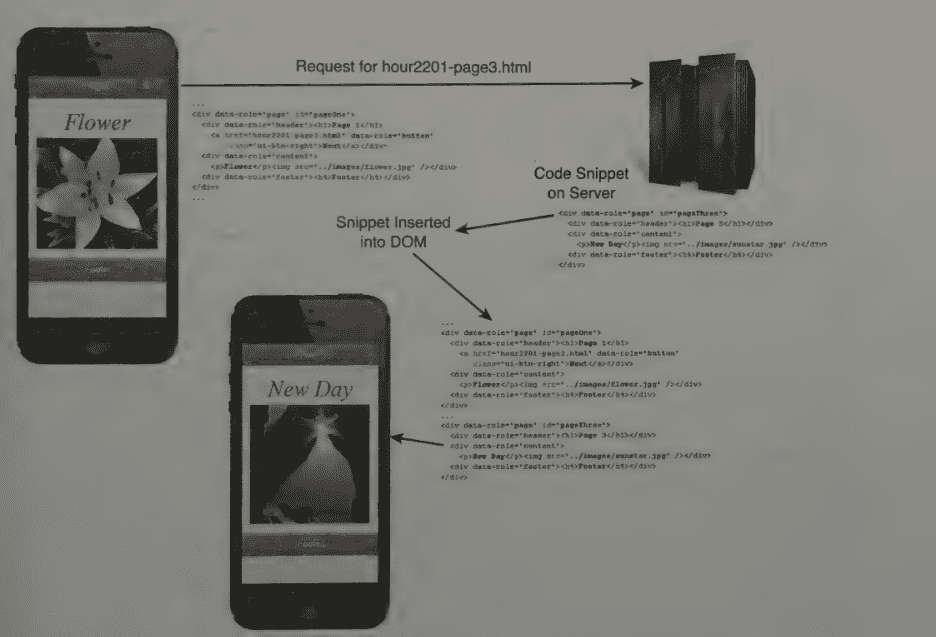 Request for hour2201-page3.html
Flower
Footer
...
<div data-role="page" id="pageOne">
<div data-role="header"><h1>Page 1</h1>
<a href="hour2201-page3.html" data-role="button"
class="ui-btn-right">Next</a></div>
<div data-role="content">
<p>Flower</p><img src="../images/flower.jpg" /></div>
<div data-role="footer"><h4>Footer</h4></div>
</div>
...
Code Snippet
on Server
<div data-role="page" id="pageThree">
<div data-role="header"><h1>Page 3</h1></div>
<div data-role="content">
<p>New Day</p><img src="../images/sunstar.jpg" /></div>
<div data-role="footer"><h4>Footer</h4></div>
</div>
Snippet Inserted
into DOM
...
<div data-role="page" id="pageOne">
<div data-role="header"><h1>Page 1</h1>
<a href="hour2201-page3.html" data-role="button"
class="ui-btn-right">Next</a></div>
<div data-role="content">
<p>Flower</p><img src="../images/flower.jpg" /></div>
<div data-role="footer"><h4>Footer</h4></div>
</div>
...
<div data-role="page" id="pageThree">
<div data-role="header"><h1>Page 3</h1></div>
<div data-role="content">
<p>New Day</p><img src="../images/sunstar.jpg" /></div>
<div data-role="footer"><h4>Footer</h4></div>
</div>
New Day
Footer